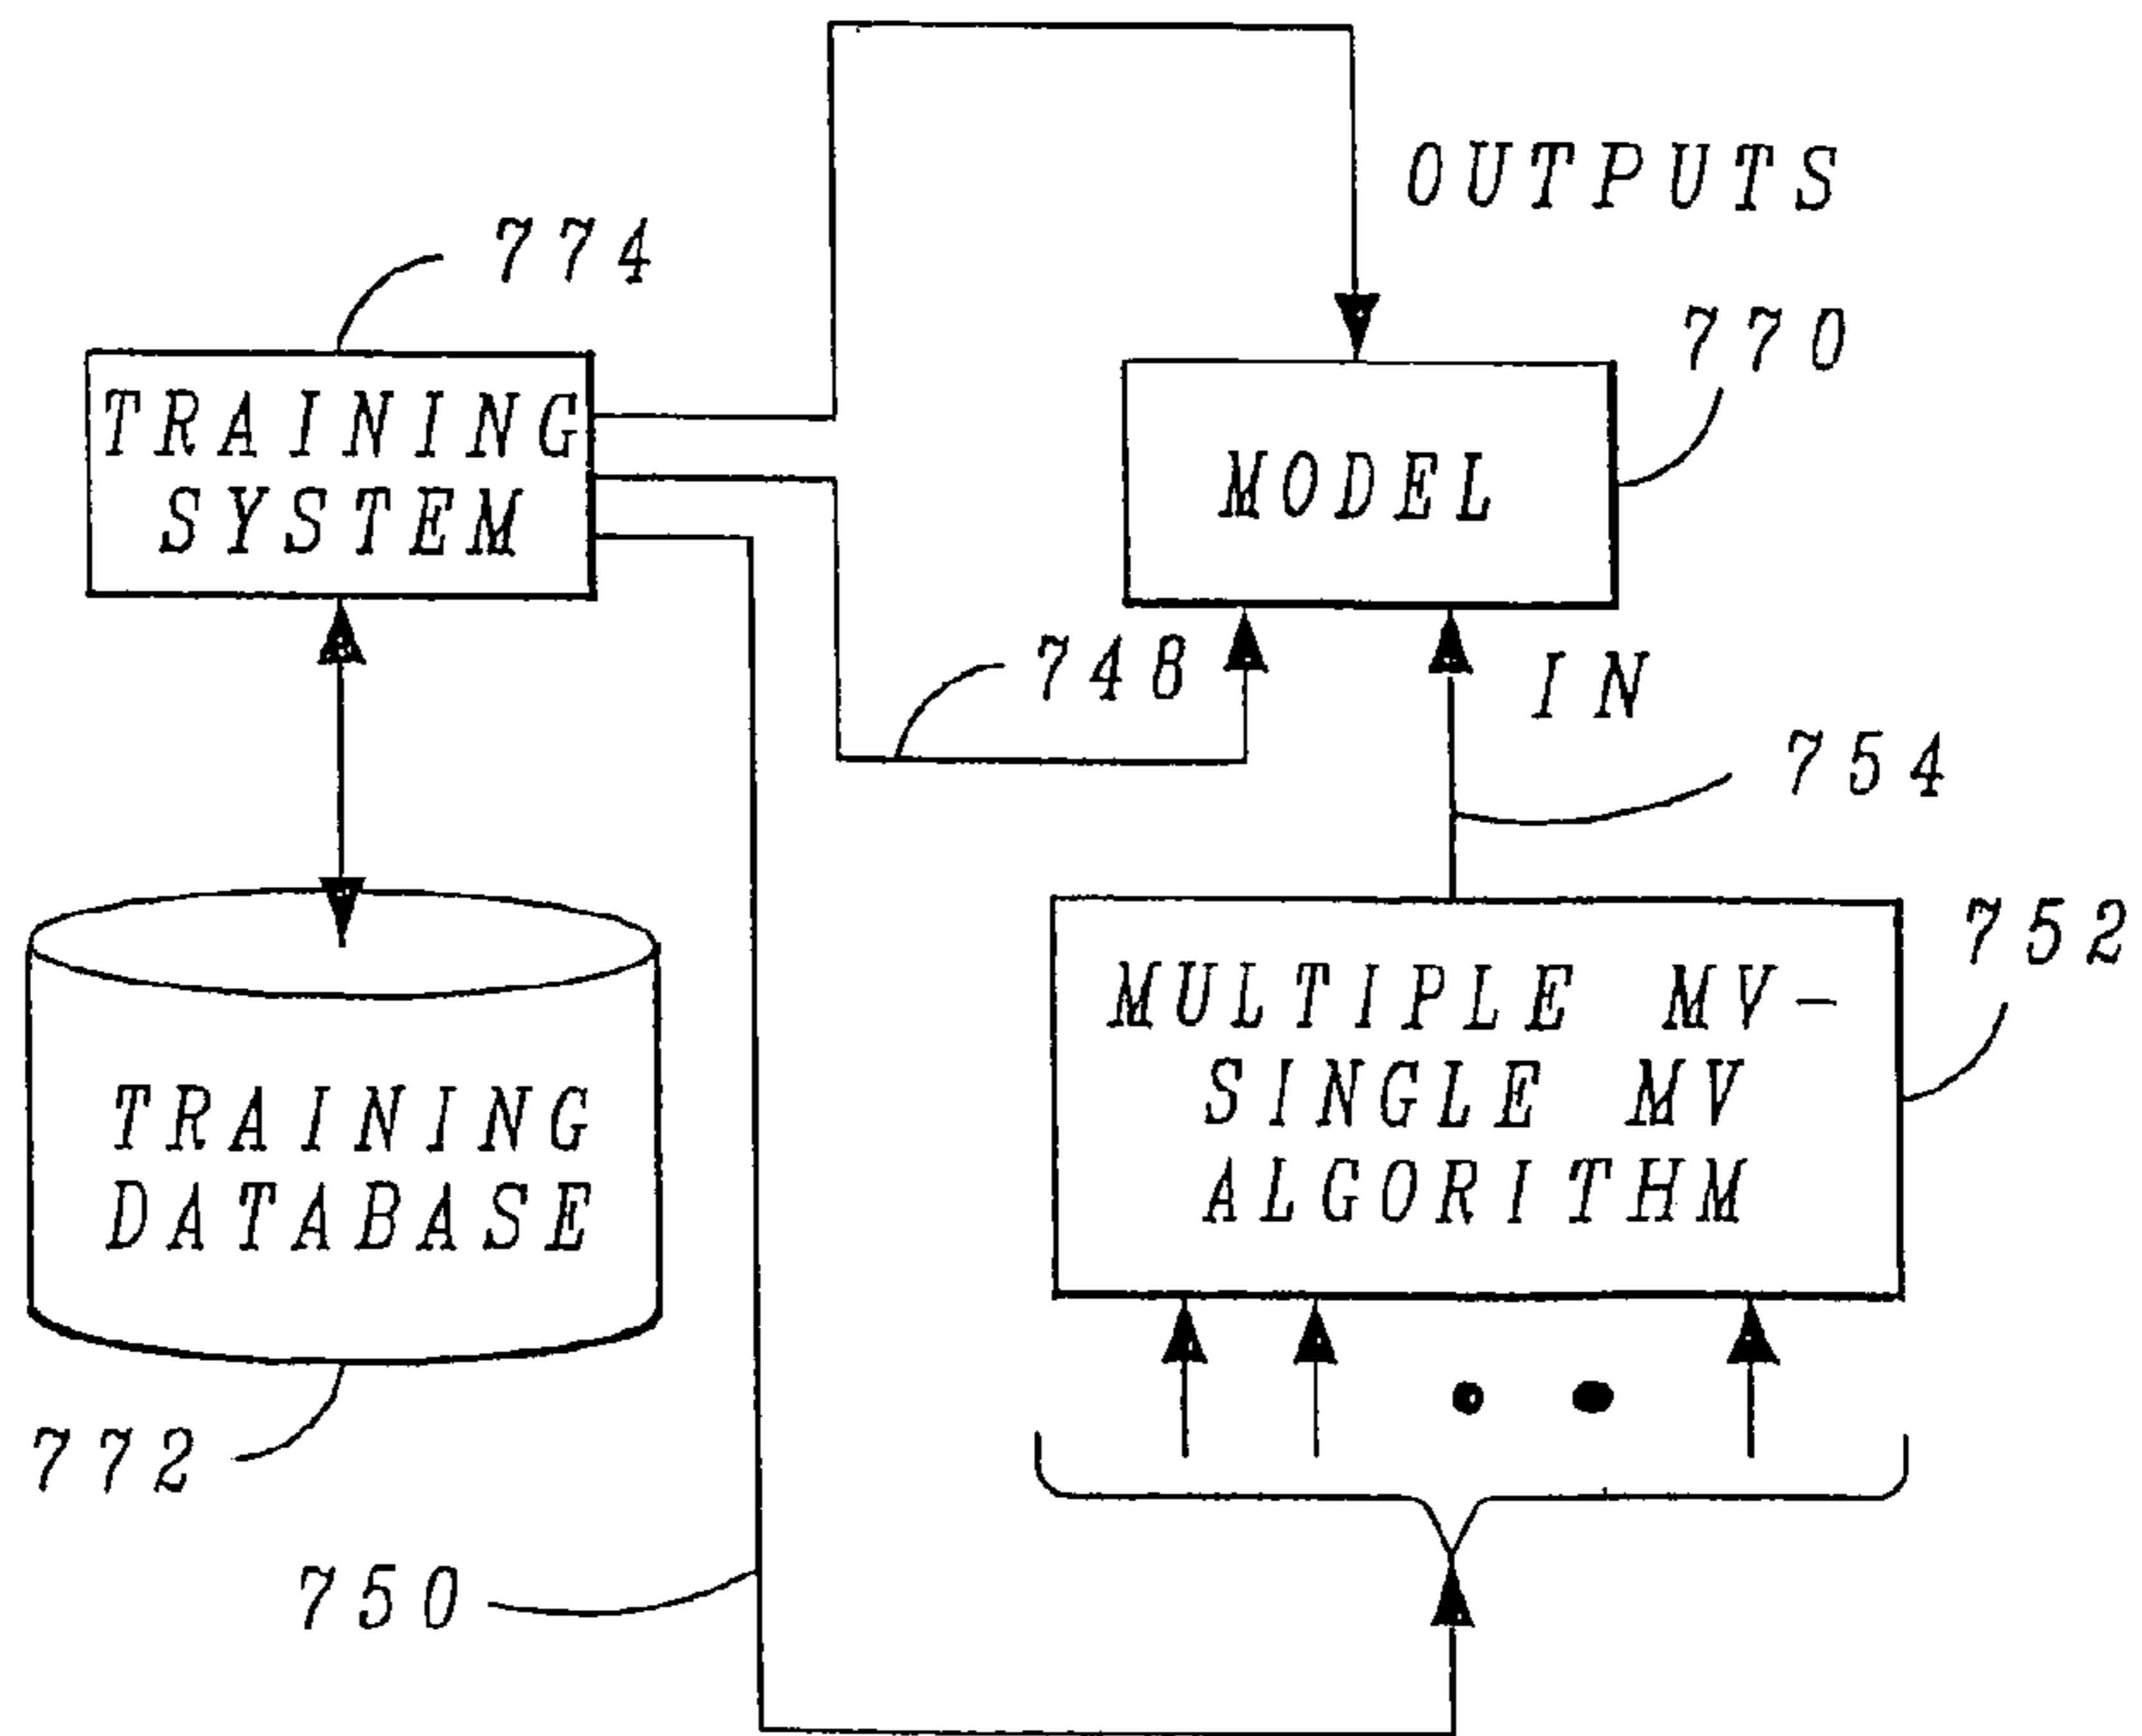 OUTPUTS
774
770
TRAINING
SYSTEM
MODEL
748
IN
754
752
MULTIPLE MV-
SINGLE MV
ALGORITHM
TRAINING
DATABASE
772
750